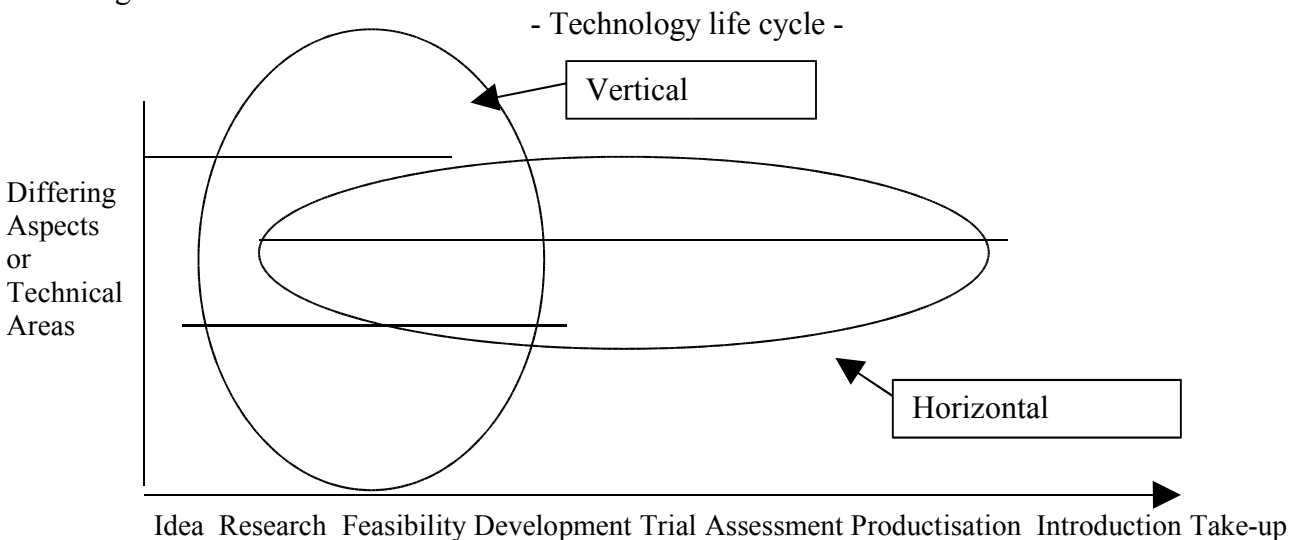 - Technology life cycle -
Vertical
Differing
Aspects
or
Technical
Areas
Horizontal
Idea Research Feasibility Development Trial Assessment Productisation Introduction Take-up